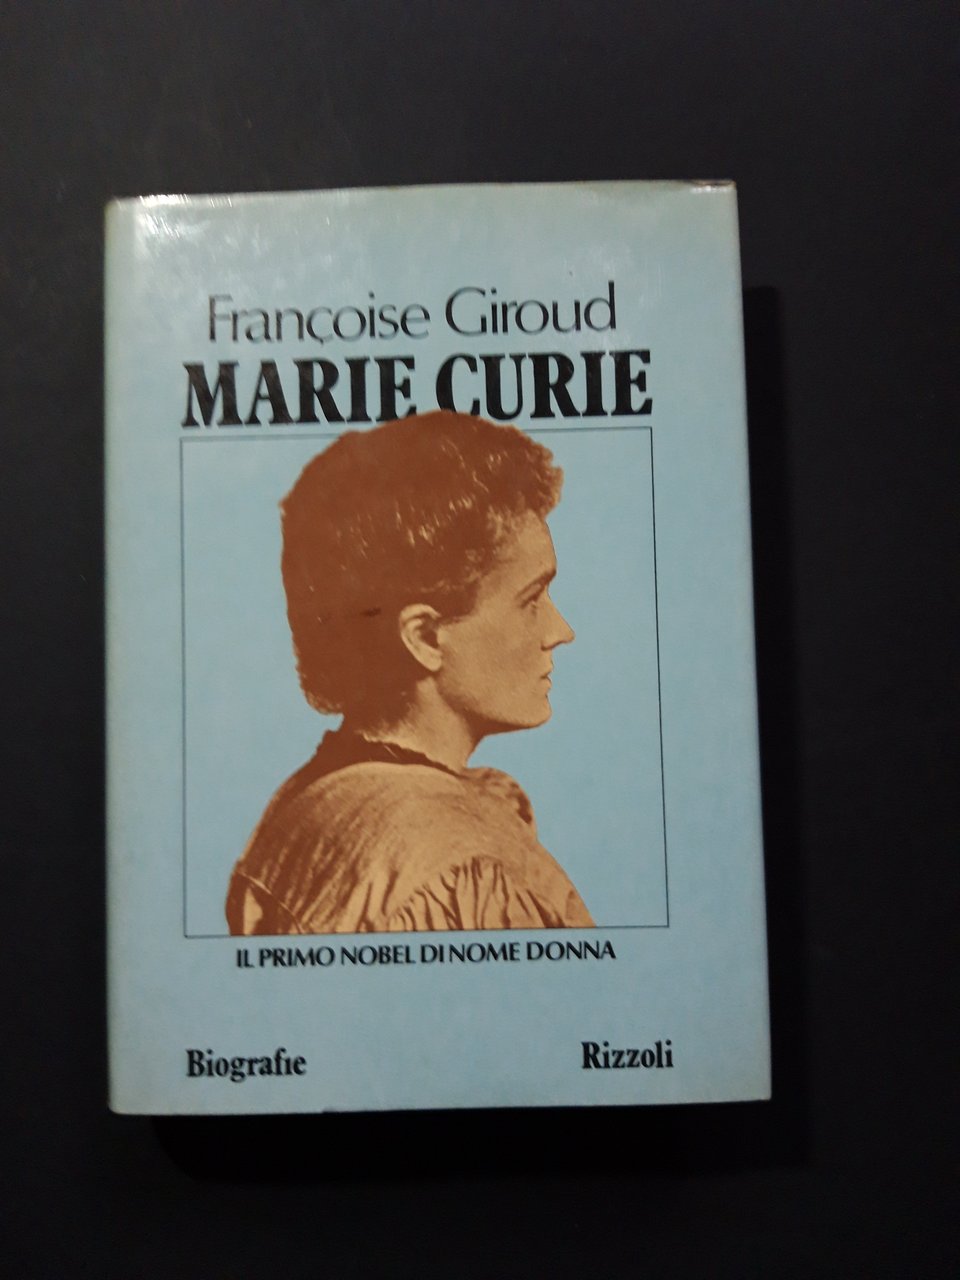 Françoise Giroud
MARIE CURIE
IL PRIMO NOBEL DI NOME DONNA
Biografie
Rizzoli